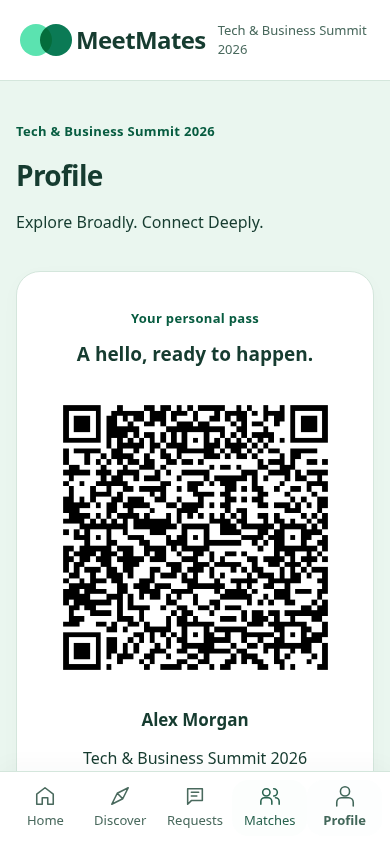 MeetMates
Tech & Business Summit
2026
Tech & Business Summit 2026
Profile
Explore Broadly. Connect Deeply.
Your personal pass
A hello, ready to happen.
Alex Morgan
Tech & Business Summit 2026
Home
Discover
Requests
Matches
Profile